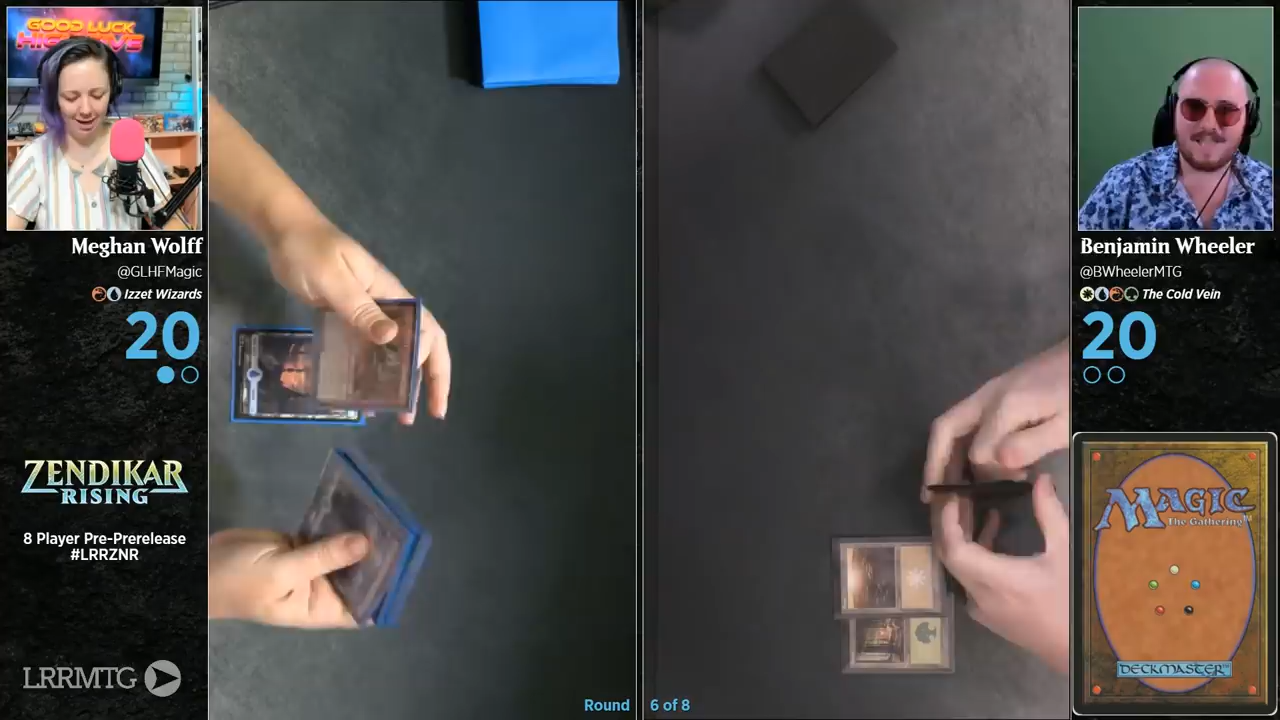 GOOD LUCK
HIGH FIVE
Meghan Wolff
@GLHFMagic
Izzet Wizards
20
ZENDIKAR
RISING
8 Player Pre-Prerelease
#LRRZNR
LRRMTG
Round
6 of 8
Benjamin Wheeler
@BWheelerMTG
The Cold Vein
20
MAGIC
The Gathering
DECKMASTER